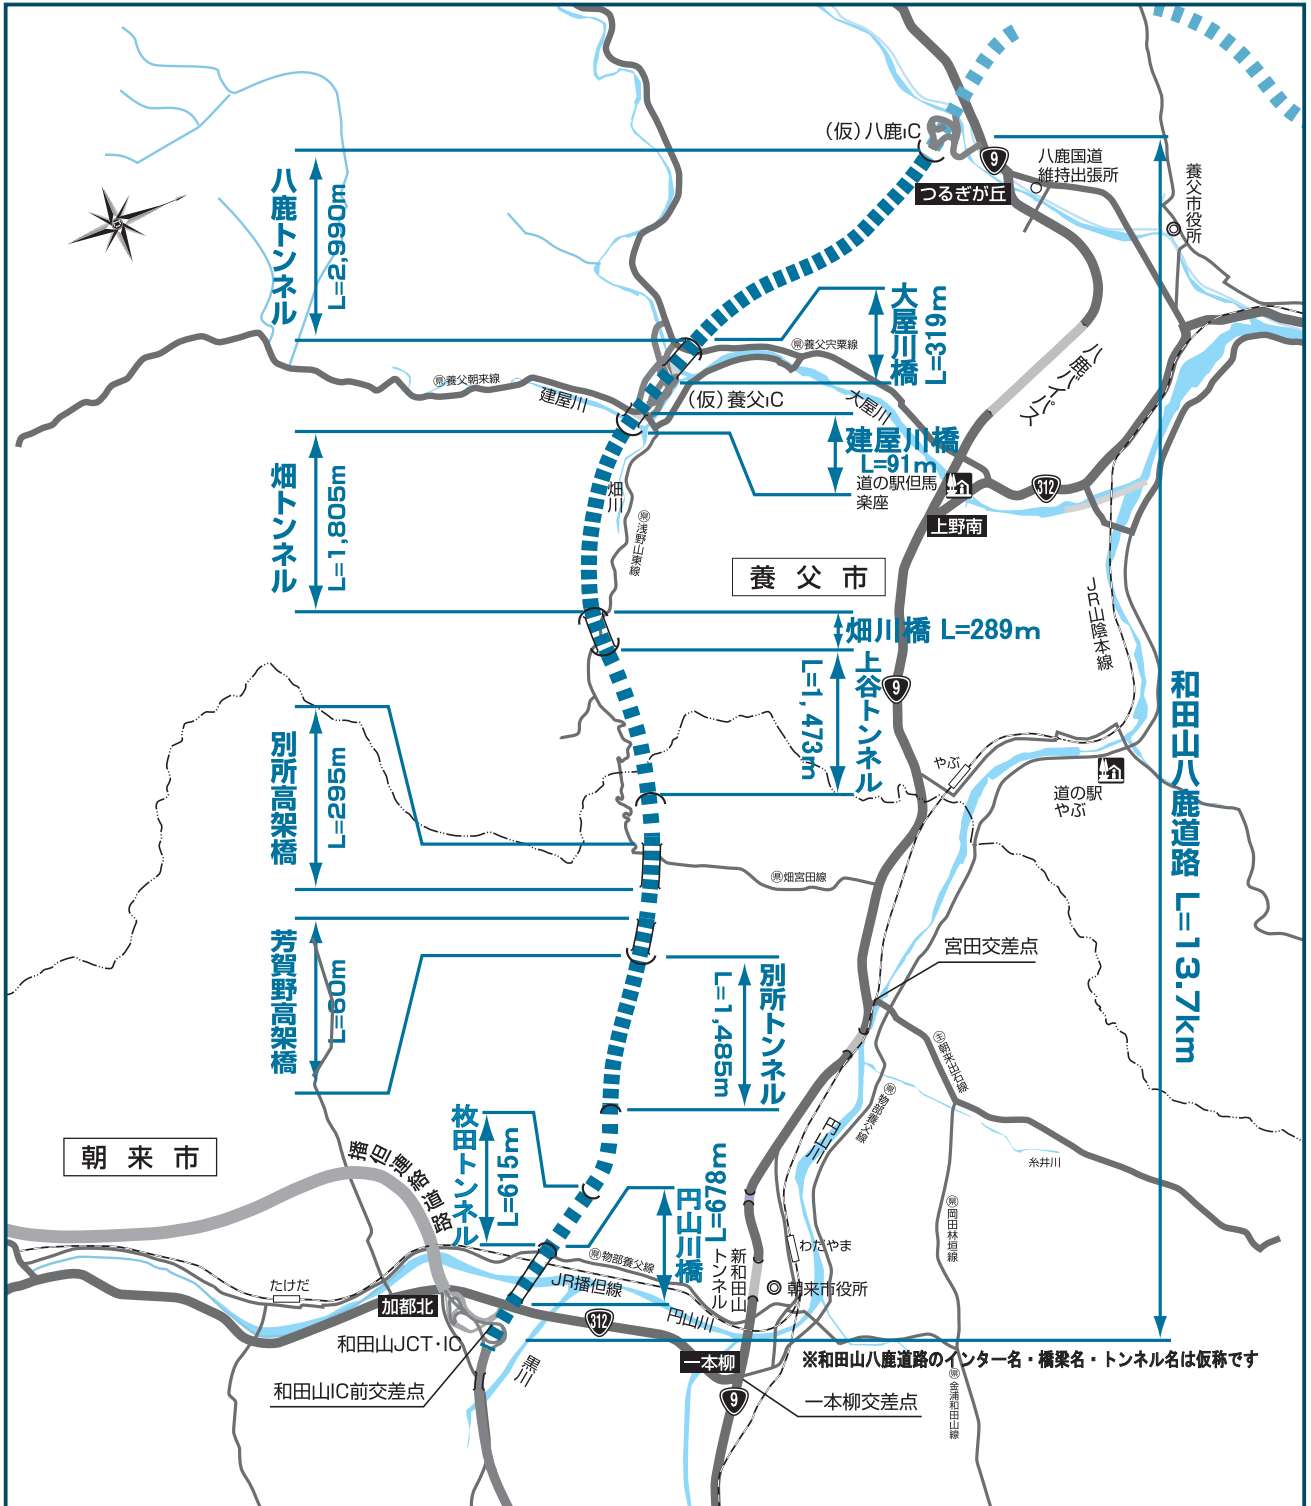 (仮)八鹿IC
9
八鹿国道
維持出張所
養父市役所
つるぎが丘
八鹿トンネル
L=2,990m
大屋川橋
L=319m
県養父宍粟線
八鹿バイパス
県養父朝来線
建屋川
(仮)養父IC
大屋川
建屋川橋
L=91m
道の駅但馬
楽座
312
上野南
畑トンネル
L=1,805m
畑川
県浅野山東線
養父市
JR山陰本線
畑川橋 L=289m
上谷トンネル
L=1,473m
9
和田山八鹿道路 L=13.7km
別所高架橋
L=295m
やぶ
道の駅
やぶ
県畑宮田線
芳賀野高架橋
L=60m
宮田交差点
別所トンネル
L=1,485m
主朝来出石線
県物部養父線
円山川
糸井川
枚田トンネル
L=615m
朝来市
播但連絡道路
円山川橋
L=678m
県岡田林垣線
県物部養父線
わだやま
新和田山
トンネル
朝来市役所
たけだ
JR播但線
加都北
312
円山川
和田山JCT・IC
黒川
一本柳
※和田山八鹿道路のインター名・橋梁名・トンネル名は仮称です
和田山IC前交差点
9
一本柳交差点
県金浦和田山線